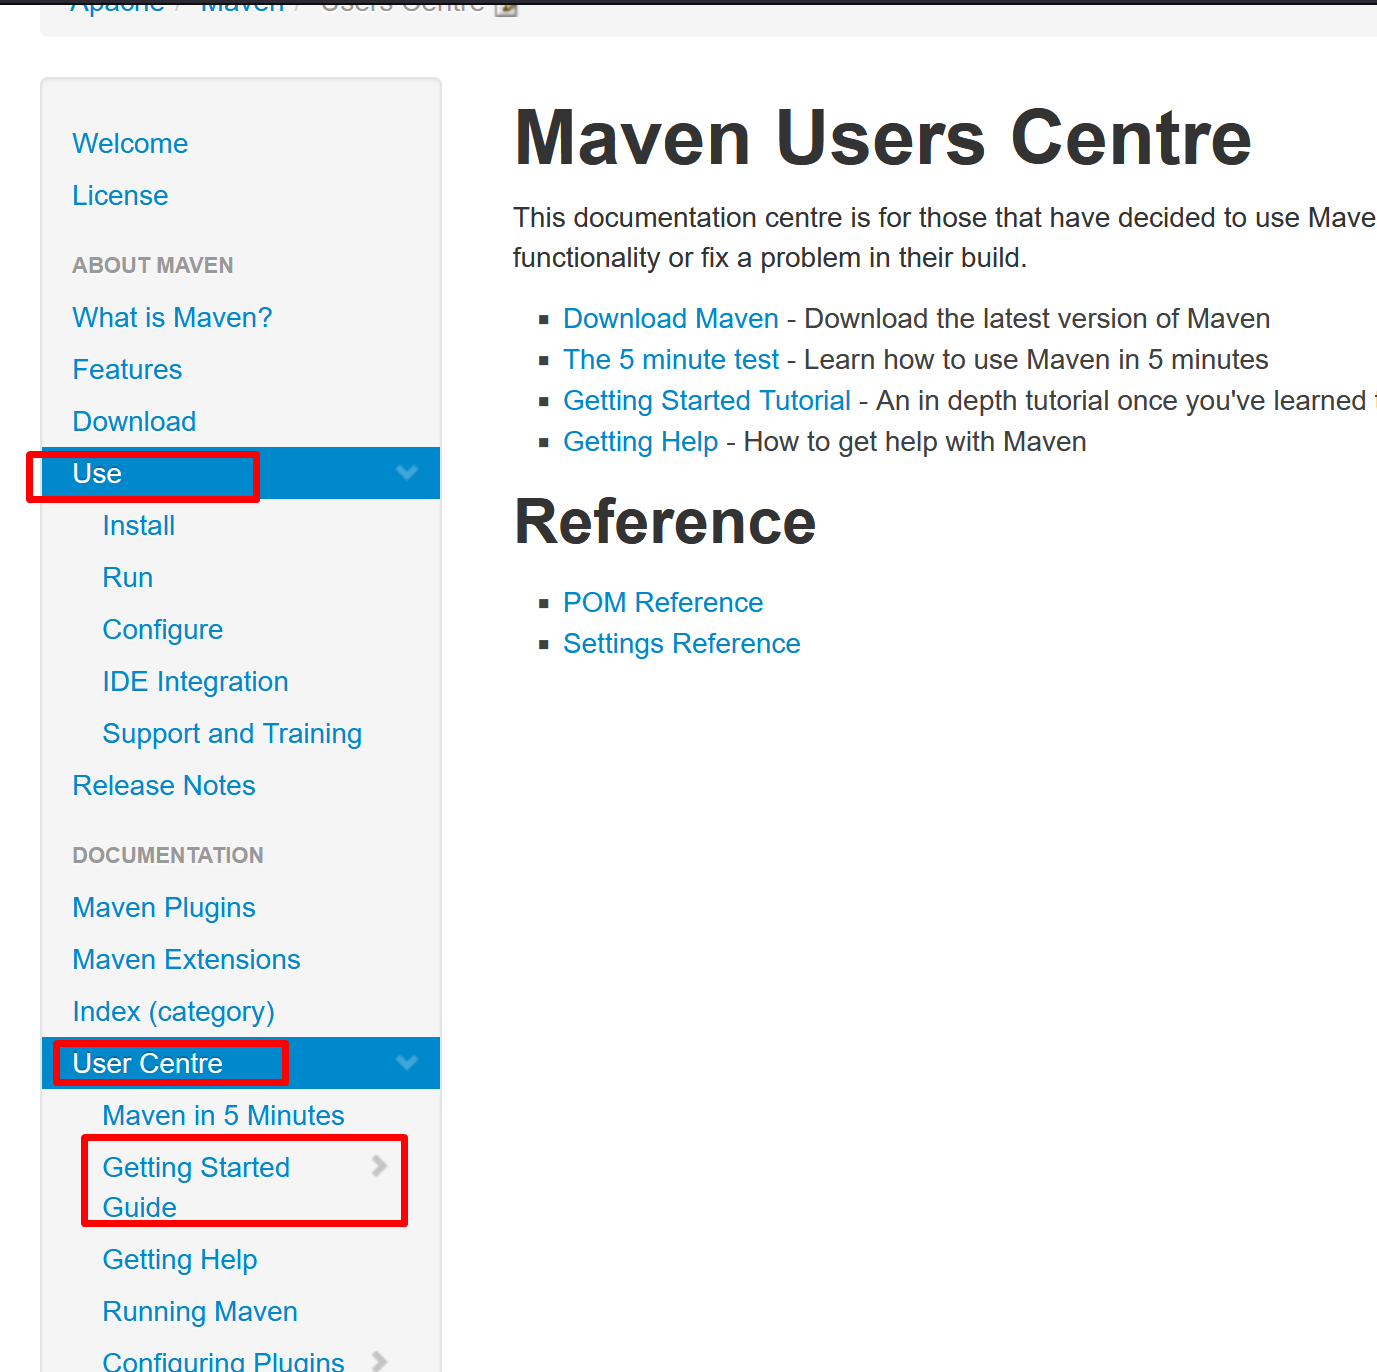 Apache / Maven / Users Centre
Welcome
License
ABOUT MAVEN
What is Maven?
Features
Download
Use
Install
Run
Configure
IDE Integration
Support and Training
Release Notes
DOCUMENTATION
Maven Plugins
Maven Extensions
Index (category)
User Centre
Maven in 5 Minutes
Getting Started
Guide
Getting Help
Running Maven
Configuring Plugins
Maven Users Centre
This documentation centre is for those that have decided to use Mave
functionality or fix a problem in their build.
Download Maven - Download the latest version of Maven
The 5 minute test - Learn how to use Maven in 5 minutes
Getting Started Tutorial - An in depth tutorial once you've learned
Getting Help - How to get help with Maven
Reference
POM Reference
Settings Reference